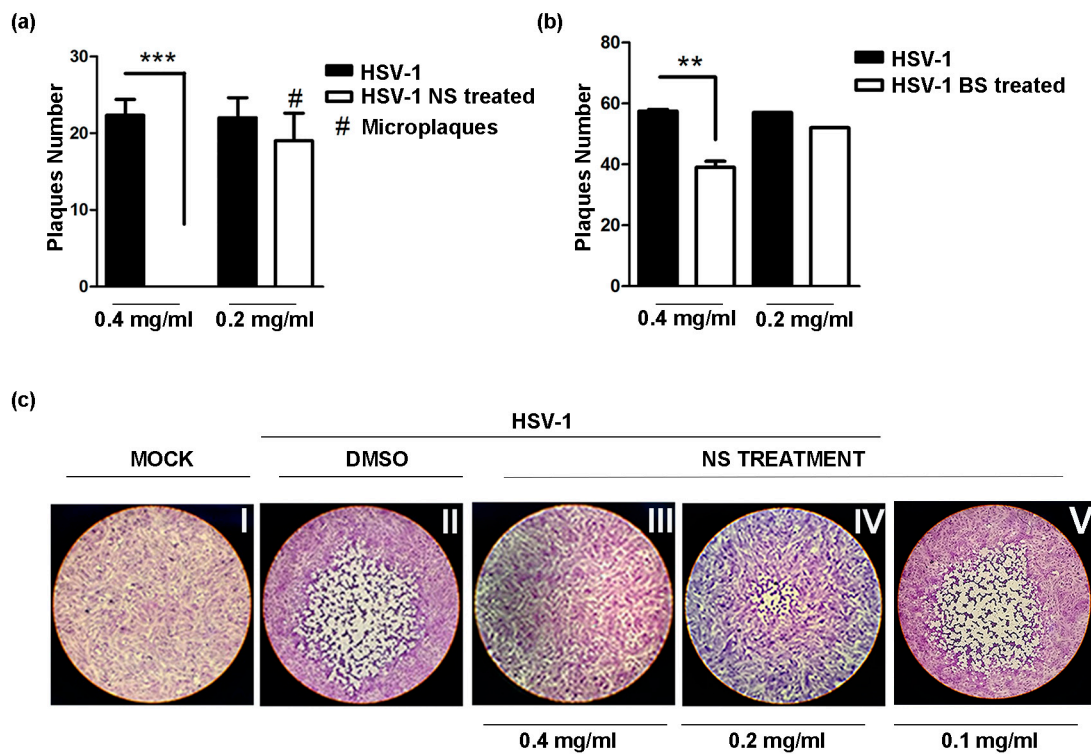 (a)
***
30
20
10
0
Plaques Number
#
HSV-1
HSV-1 NS treated
# Microplaques
0.4 mg/ml
0.2 mg/ml
(b)
**
80
60
40
20
0
Plaques Number
HSV-1
HSV-1 BS treated
0.4 mg/ml
0.2 mg/ml
(c)
HSV-1
MOCK
DMSO
NS TREATMENT
I
II
III
IV
V
0.4 mg/ml
0.2 mg/ml
0.1 mg/ml